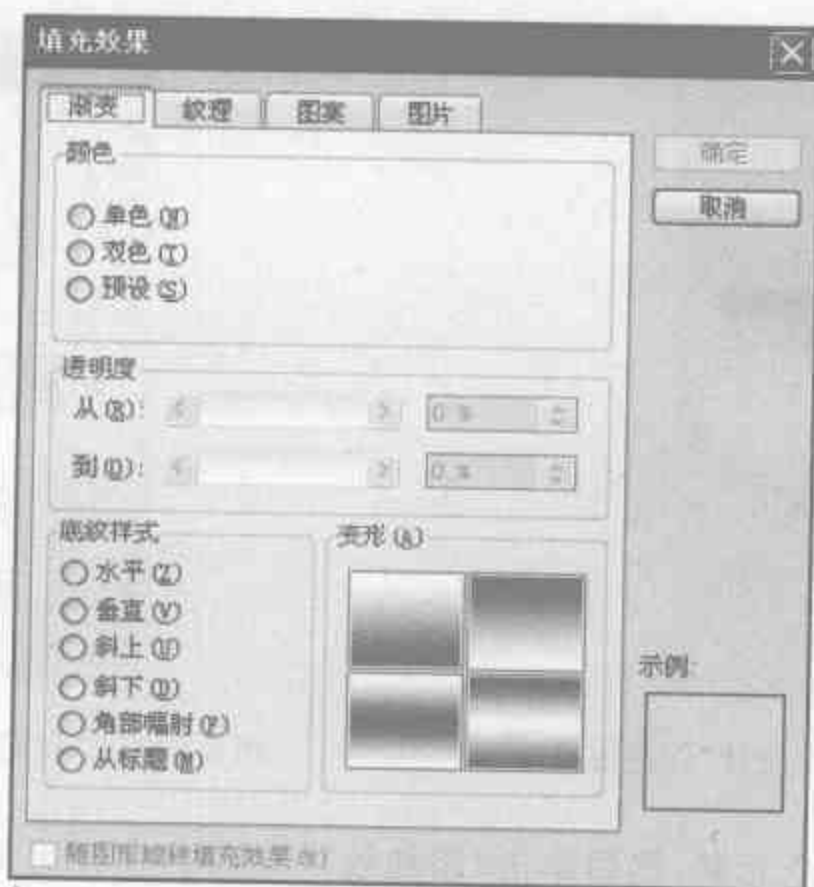 填充效果
渐变 纹理 图案 图片
颜色
确定
取消
单色(N)
双色(T)
预设(S)
透明度
从(R): 0 %
到(O): 0 %
底纹样式
变形(A)
水平(Z)
垂直(V)
斜上(U)
斜下(D)
角部幅射(F)
从标题(M)
示例:
随图形旋转填充效果(W)